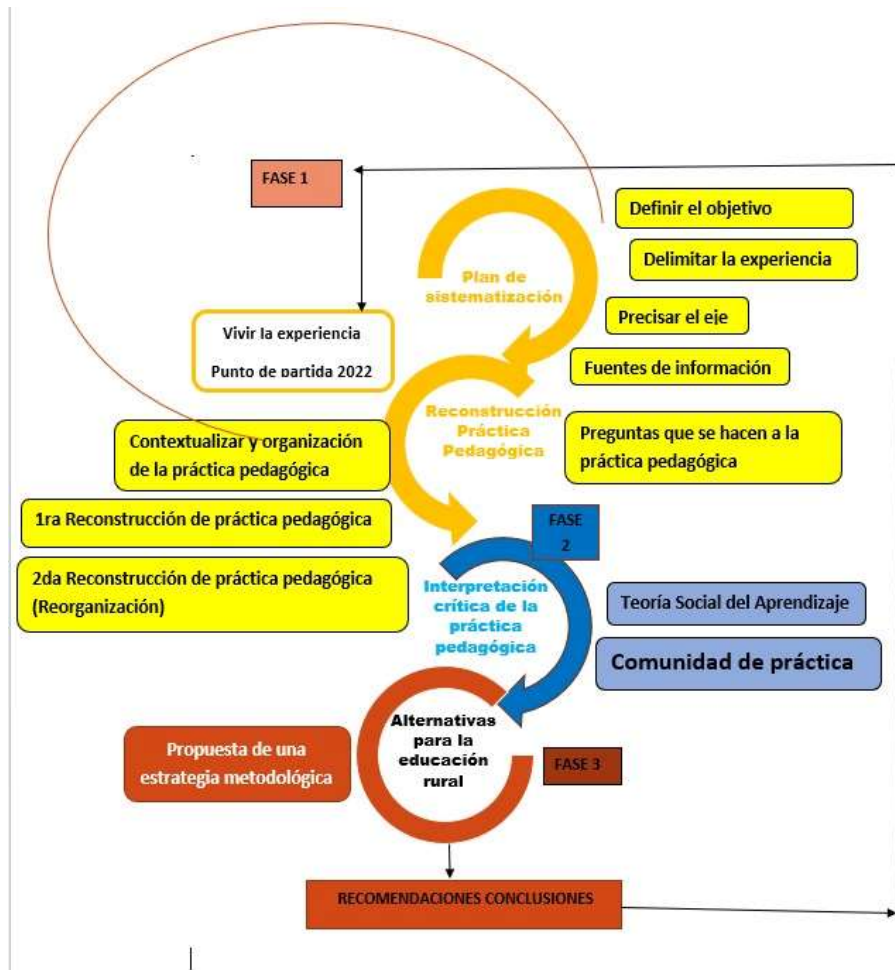 FASE 1
Definir el objetivo
Delimitar la experiencia
Plan de
sistematización
Precisar el eje
Vivir la experiencia
Punto de partida 2022
Fuentes de información
Reconstrucción
Práctica
Pedagógica
Contextualizar y organización
de la práctica pedagógica
Preguntas que se hacen a la
práctica pedagógica
1ra Reconstrucción de práctica pedagógica
FASE
2
2da Reconstrucción de práctica pedagógica
(Reorganización)
Interpretación
crítica de la
práctica
pedagógica
Teoría Social del Aprendizaje
Comunidad de práctica
Alternativas
para la
educación
rural
Propuesta de una
estrategia metodológica
FASE 3
RECOMENDACIONES CONCLUSIONES